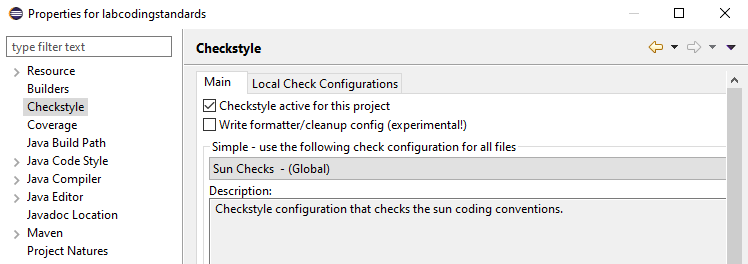 Properties for labcodingstandards
type filter text
Resource
Builders
Checkstyle
Coverage
Java Build Path
Java Code Style
Java Compiler
Java Editor
Javadoc Location
Maven
Project Natures
Checkstyle
Main
Local Check Configurations
Checkstyle active for this project
Write formatter/cleanup config (experimental!)
Simple - use the following check configuration for all files
Sun Checks - (Global)
Description:
Checkstyle configuration that checks the sun coding conventions.